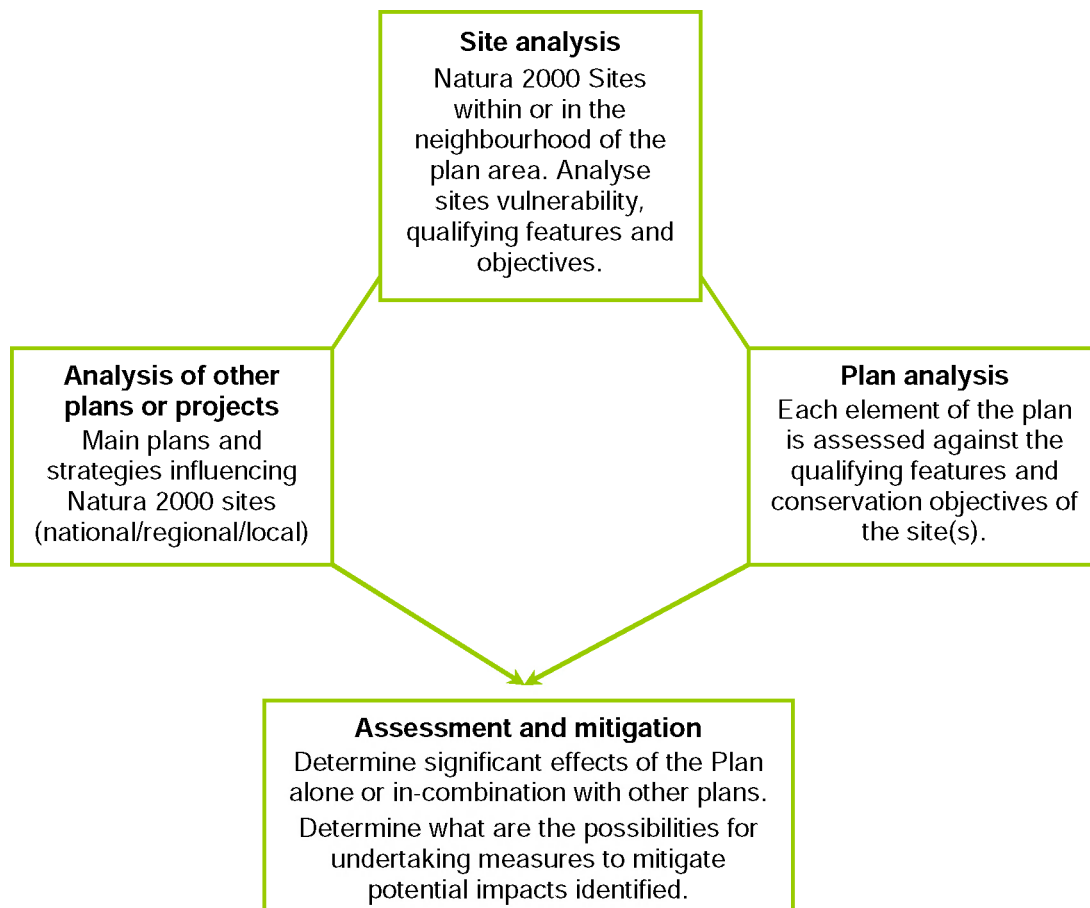 Site analysis
Natura 2000 Sites
within or in the
neighbourhood of the
plan area. Analyse
sites vulnerability,
qualifying features and
objectives.
Analysis of other
plans or projects
Main plans and
strategies influencing
Natura 2000 sites
(national/regional/local)
Plan analysis
Each element of the plan
is assessed against the
qualifying features and
conservation objectives of
the site(s).
Assessment and mitigation
Determine significant effects of the Plan
alone or in-combination with other plans.
Determine what are the possibilities for
undertaking measures to mitigate
potential impacts identified.